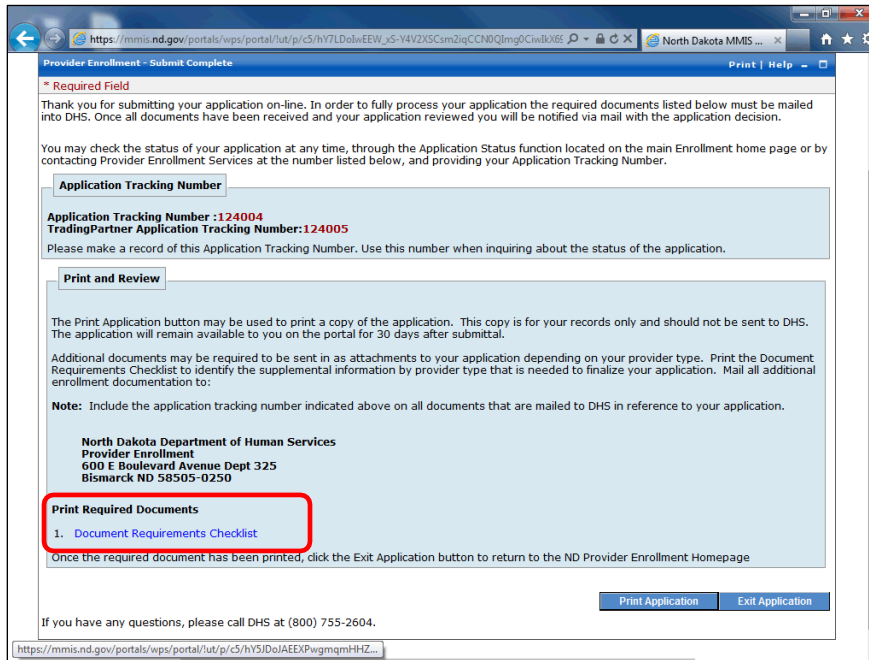 https://mmis.nd.gov/portals/wps/portal/!ut/p/c5/hY7LDoIwEEW_xS-Y4V2XSCsm2iqCCN0QImg0CiwIkX6
North Dakota MMIS ...
Provider Enrollment - Submit Complete
Print | Help
* Required Field
Thank you for submitting your application on-line. In order to fully process your application the required documents listed below must be mailed
into DHS. Once all documents have been received and your application reviewed you will be notified via mail with the application decision.
You may check the status of your application at any time, through the Application Status function located on the main Enrollment home page or by
contacting Provider Enrollment Services at the number listed below, and providing your Application Tracking Number.
Application Tracking Number
Application Tracking Number :124004
TradingPartner Application Tracking Number:124005
Please make a record of this Application Tracking Number. Use this number when inquiring about the status of the application.
Print and Review
The Print Application button may be used to print a copy of the application. This copy is for your records only and should not be sent to DHS.
The application will remain available to you on the portal for 30 days after submittal.
Additional documents may be required to be sent in as attachments to your application depending on your provider type. Print the Document
Requirements Checklist to identify the supplemental information by provider type that is needed to finalize your application. Mail all additional
enrollment documentation to:
Note: Include the application tracking number indicated above on all documents that are mailed to DHS in reference to your application.
North Dakota Department of Human Services
Provider Enrollment
600 E Boulevard Avenue Dept 325
Bismarck ND 58505-0250
Print Required Documents
1. Document Requirements Checklist
Once the required document has been printed, click the Exit Application button to return to the ND Provider Enrollment Homepage
Print Application
Exit Application
If you have any questions, please call DHS at (800) 755-2604.
https://mmis.nd.gov/portals/wps/portal/!ut/p/c5/hY5JDoJAEEXPwgmqmHHZ...